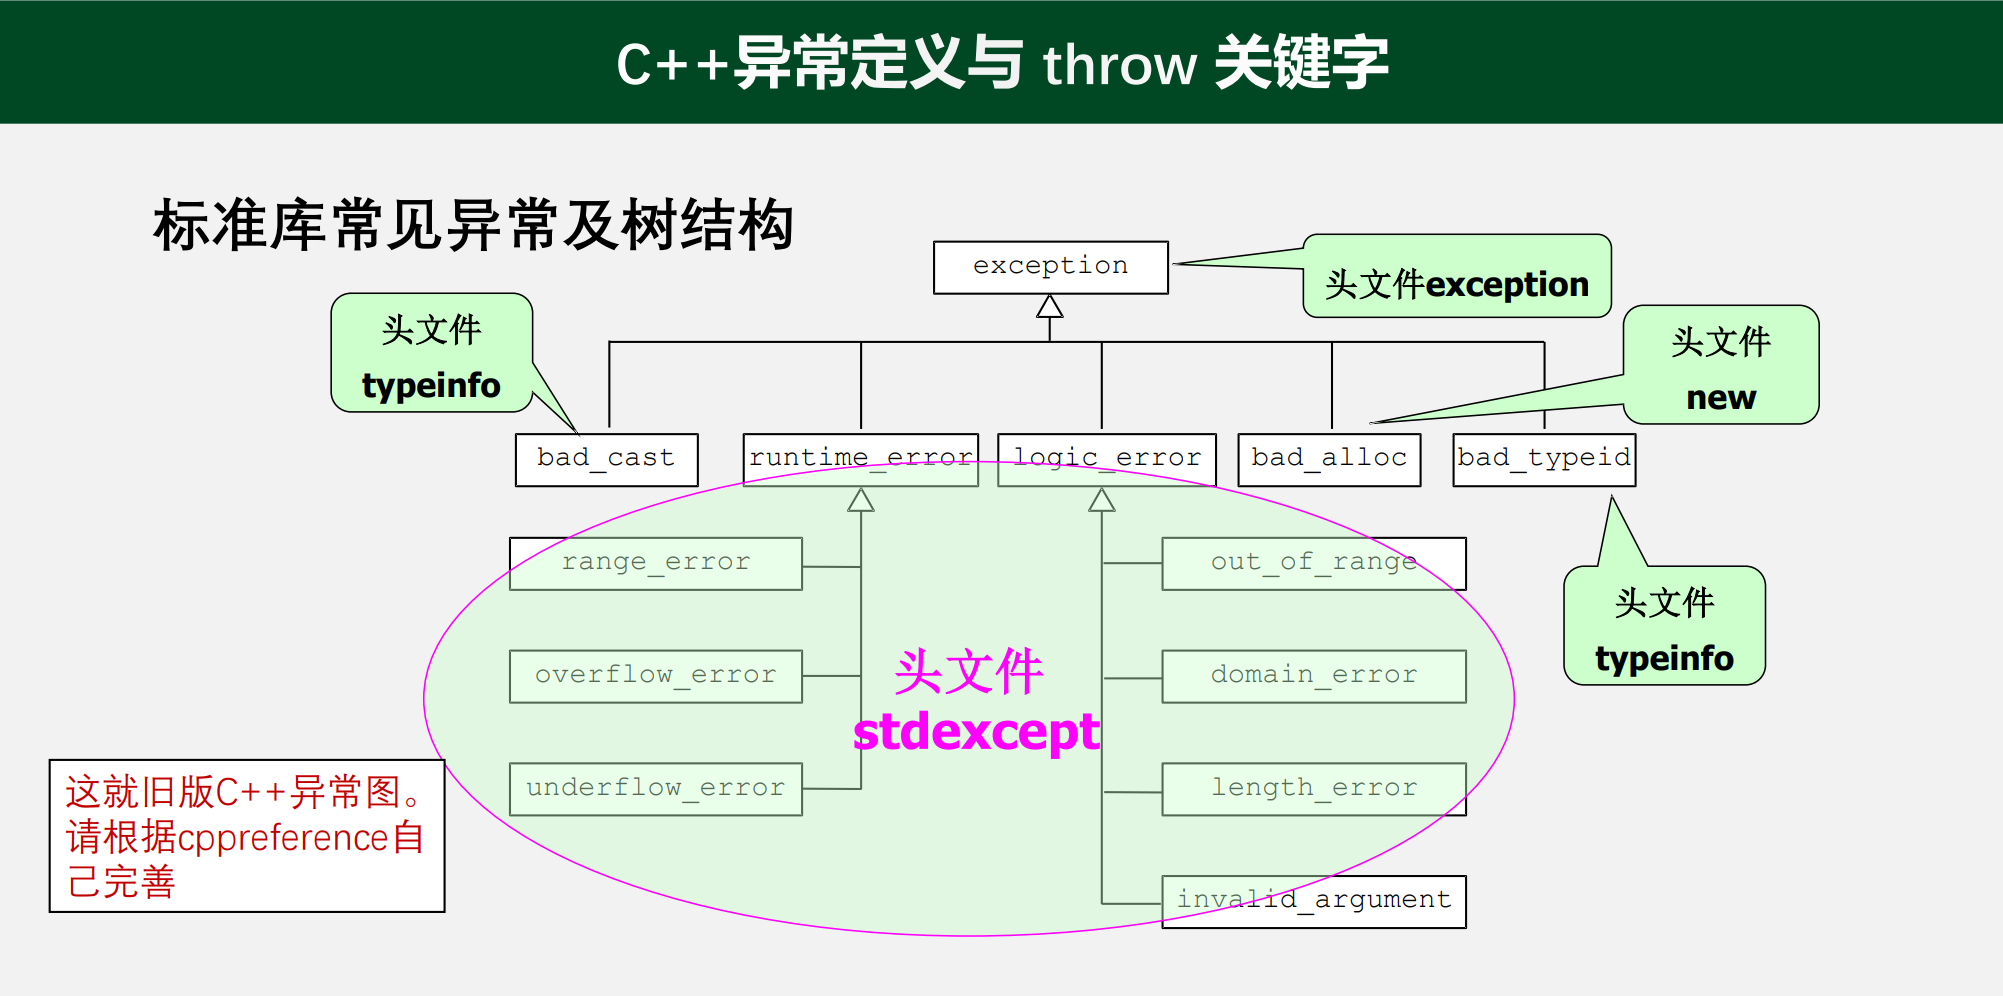 C++异常定义与 throw 关键字
标准库常见异常及树结构
exception
头文件exception
头文件
typeinfo
头文件
new
bad_cast
runtime_error
logic_error
bad_alloc
bad_typeid
range_error
out_of_range
头文件
typeinfo
overflow_error
头文件
stdexcept
domain_error
underflow_error
length_error
这就旧版C++异常图。
请根据cppreference自
己完善
invalid_argument